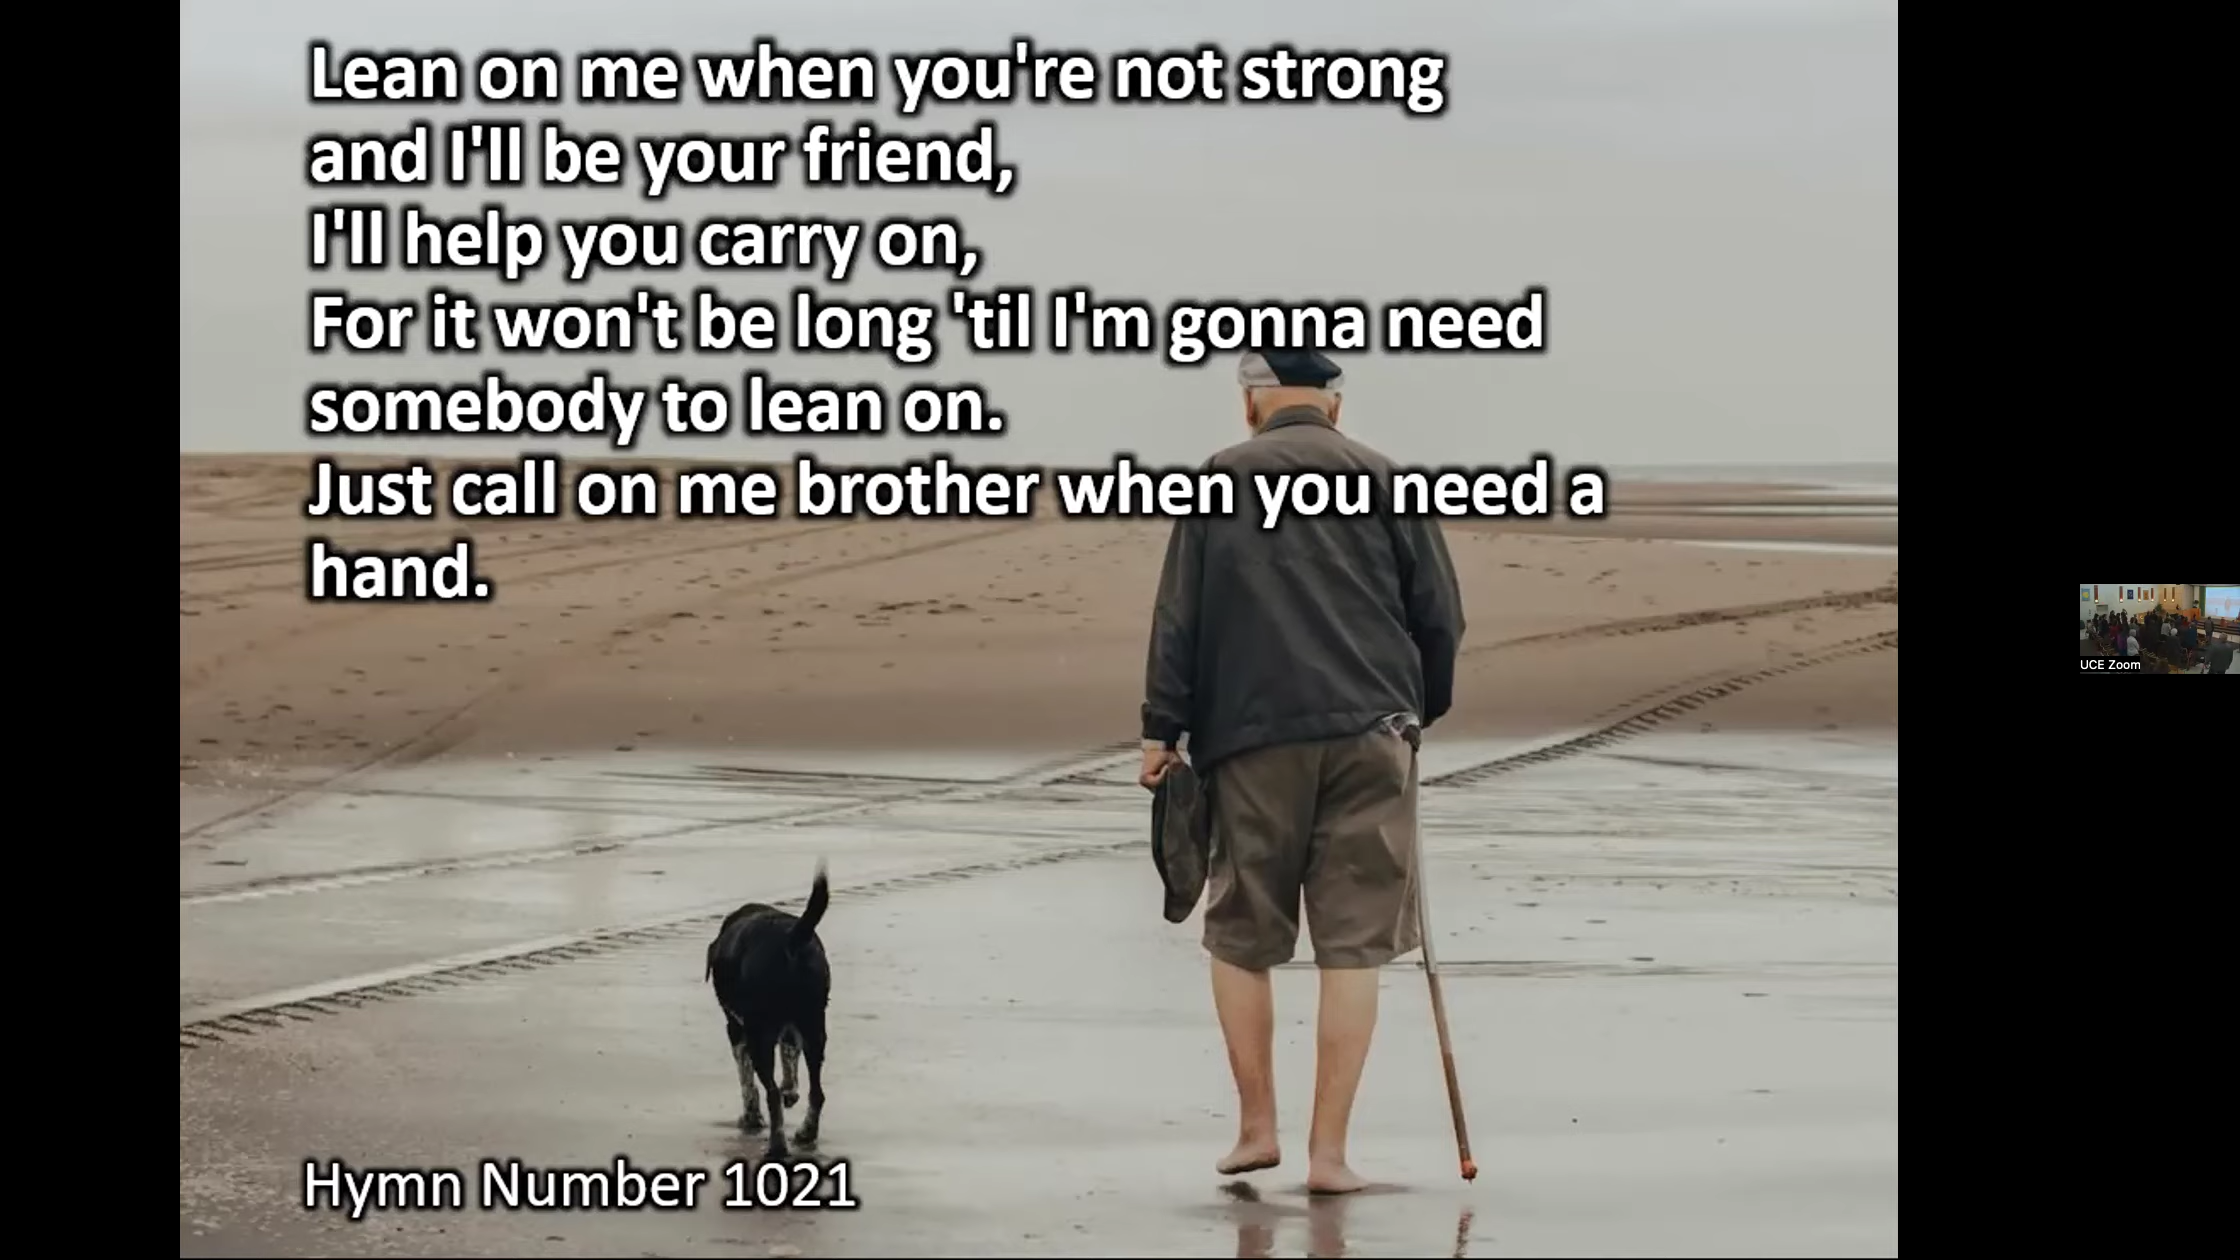 Lean on me when you're not strong
and I'll be your friend,
I'll help you carry on,
For it won't be long 'til I'm gonna need
somebody to lean on.
Just call on me brother when you need a
hand.
UCE Zoom
Hymn Number 1021